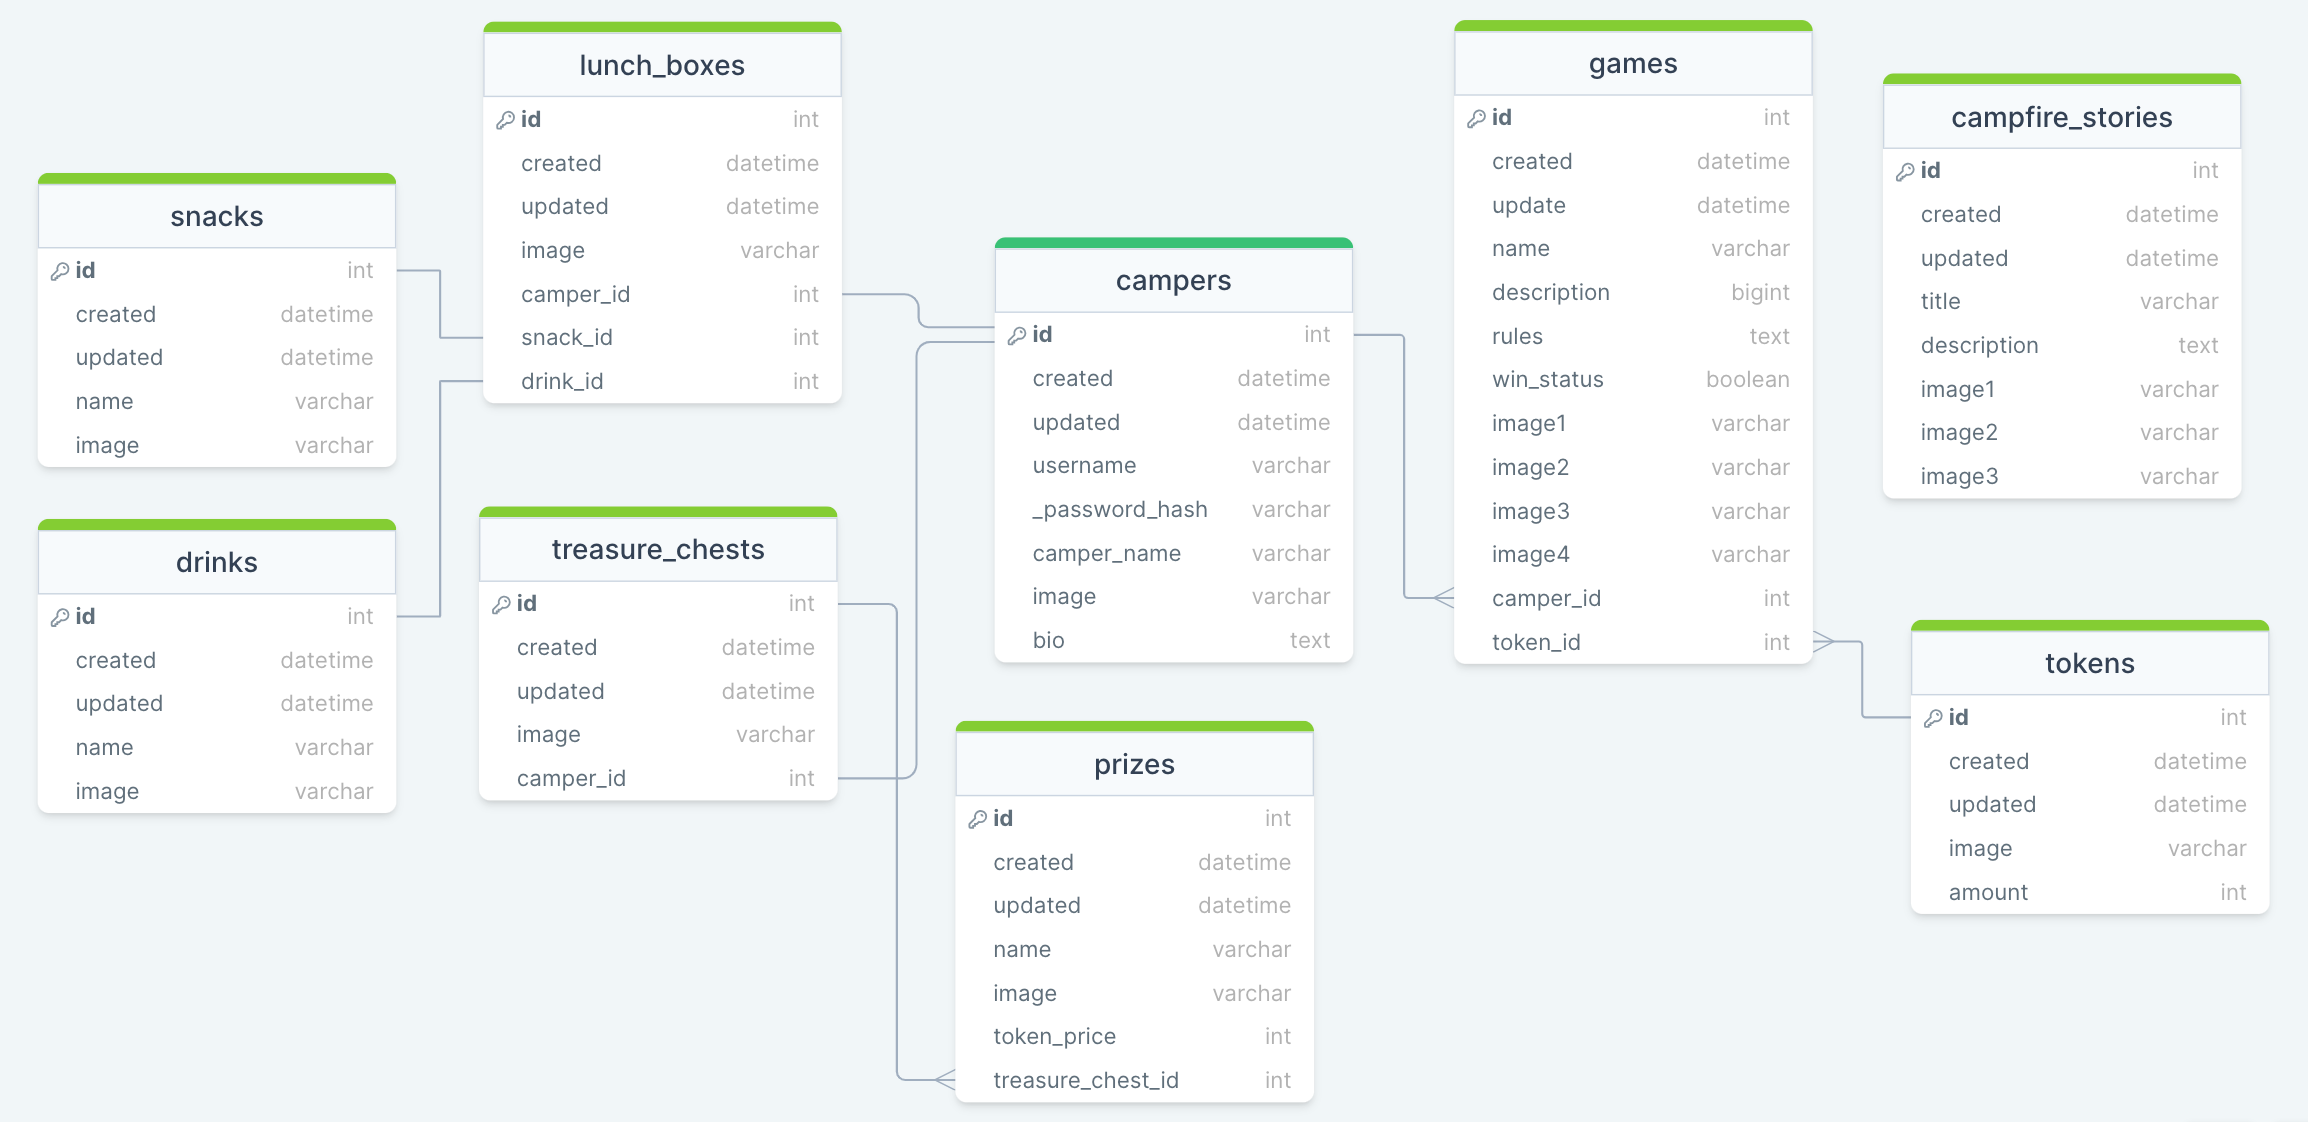 snacks
id int
created datetime
updated datetime
name varchar
image varchar
drinks
id int
created datetime
updated datetime
name varchar
image varchar
lunch_boxes
id int
created datetime
updated datetime
image varchar
camper_id int
snack_id int
drink_id int
treasure_chests
id int
created datetime
updated datetime
image varchar
camper_id int
campers
id int
created datetime
updated datetime
username varchar
_password_hash varchar
camper_name varchar
image varchar
bio text
prizes
id int
created datetime
updated datetime
name varchar
image varchar
token_price int
treasure_chest_id int
games
id int
created datetime
update datetime
name varchar
description bigint
rules text
win_status boolean
image1 varchar
image2 varchar
image3 varchar
image4 varchar
camper_id int
token_id int
campfire_stories
id int
created datetime
updated datetime
title varchar
description text
image1 varchar
image2 varchar
image3 varchar
tokens
id int
created datetime
updated datetime
image varchar
amount int